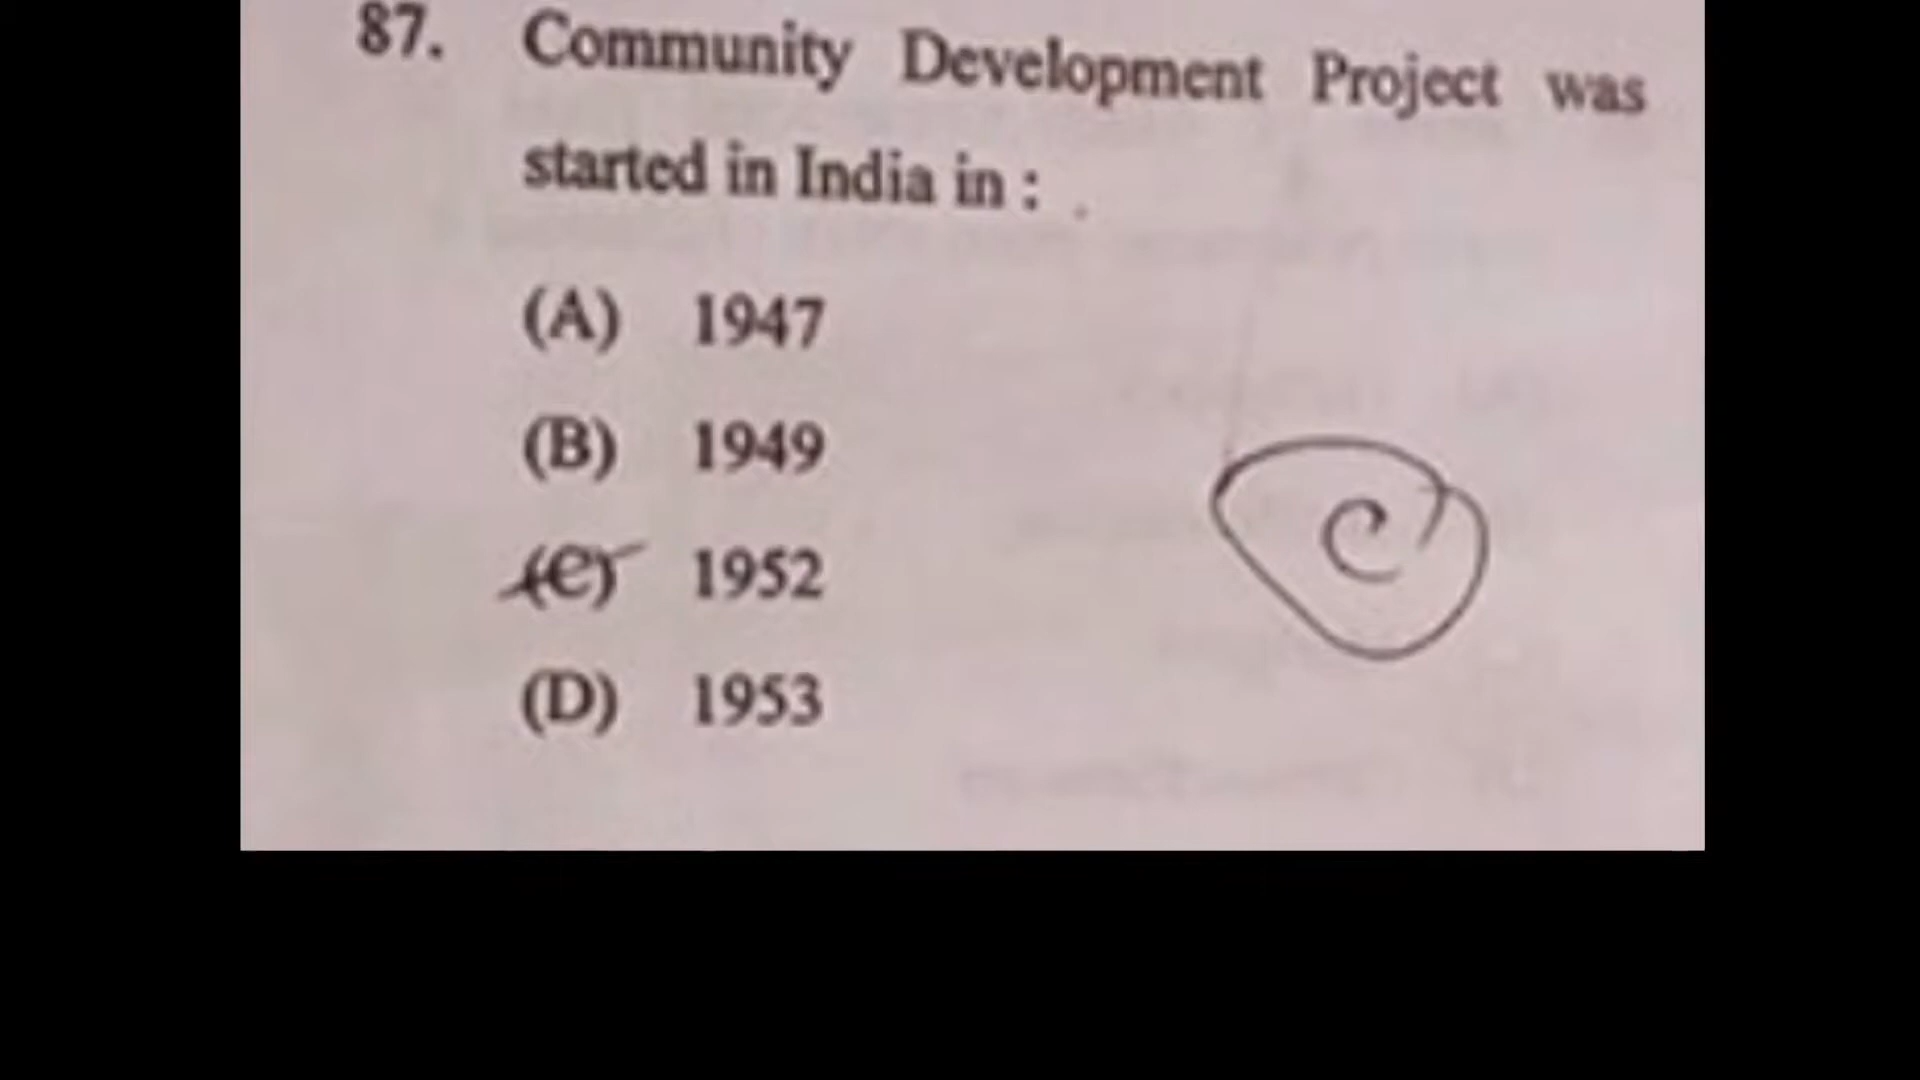 87. Community Development Project was
started in India in :
(A) 1947
(B) 1949
(C) 1952
C
(D) 1953